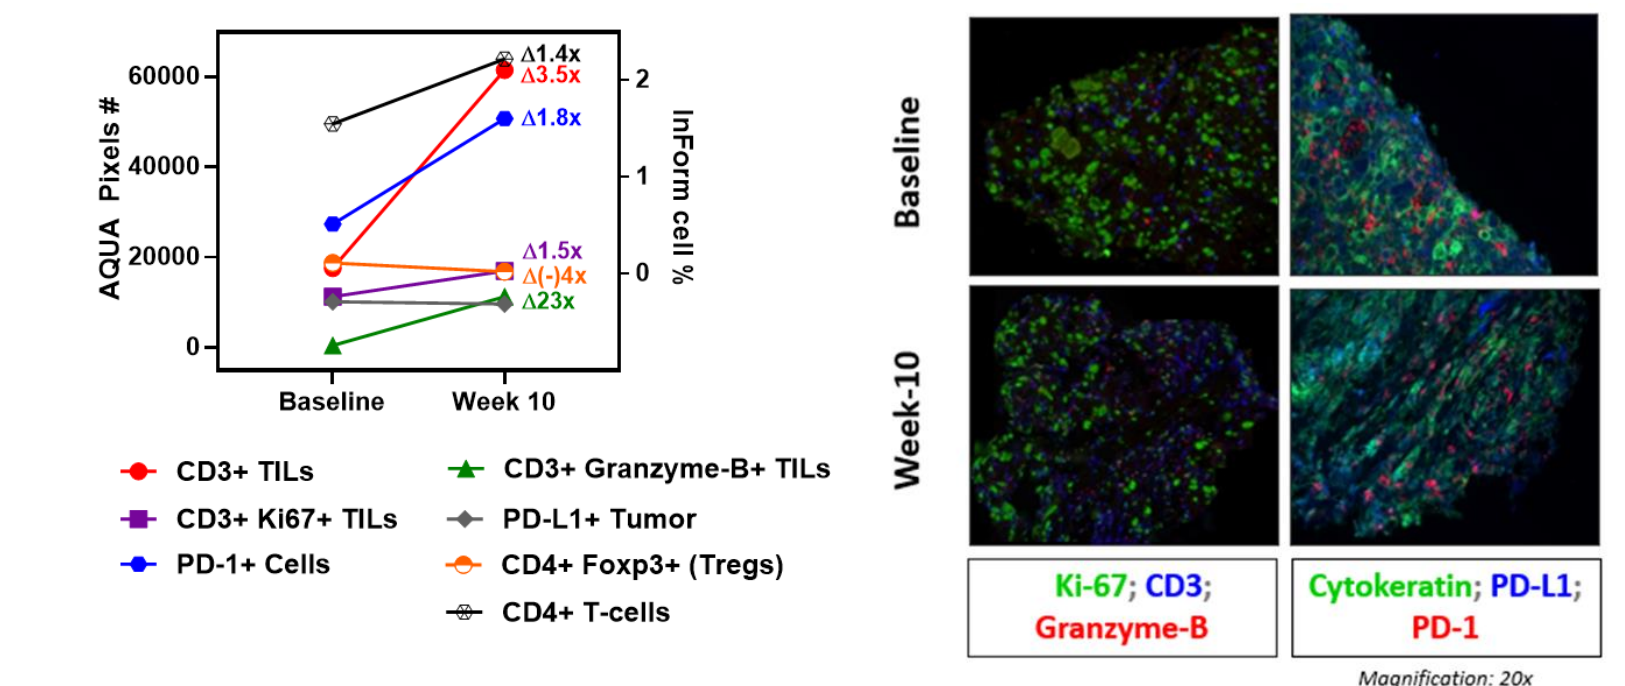 60000
40000
20000
0
AQUA Pixels #
Δ1.4x
Δ3.5x
Δ1.8x
Δ1.5x
Δ(-)4x
Δ23x
2
1
0
InForm cell %
Baseline
Week 10
CD3+ TILs
CD3+ Ki67+ TILs
PD-1+ Cells
CD3+ Granzyme-B+ TILs
PD-L1+ Tumor
CD4+ Foxp3+ (Tregs)
CD4+ T-cells
Baseline
Week-10
Ki-67; CD3;
Granzyme-B
Cytokeratin; PD-L1;
PD-1
Magnification: 20x